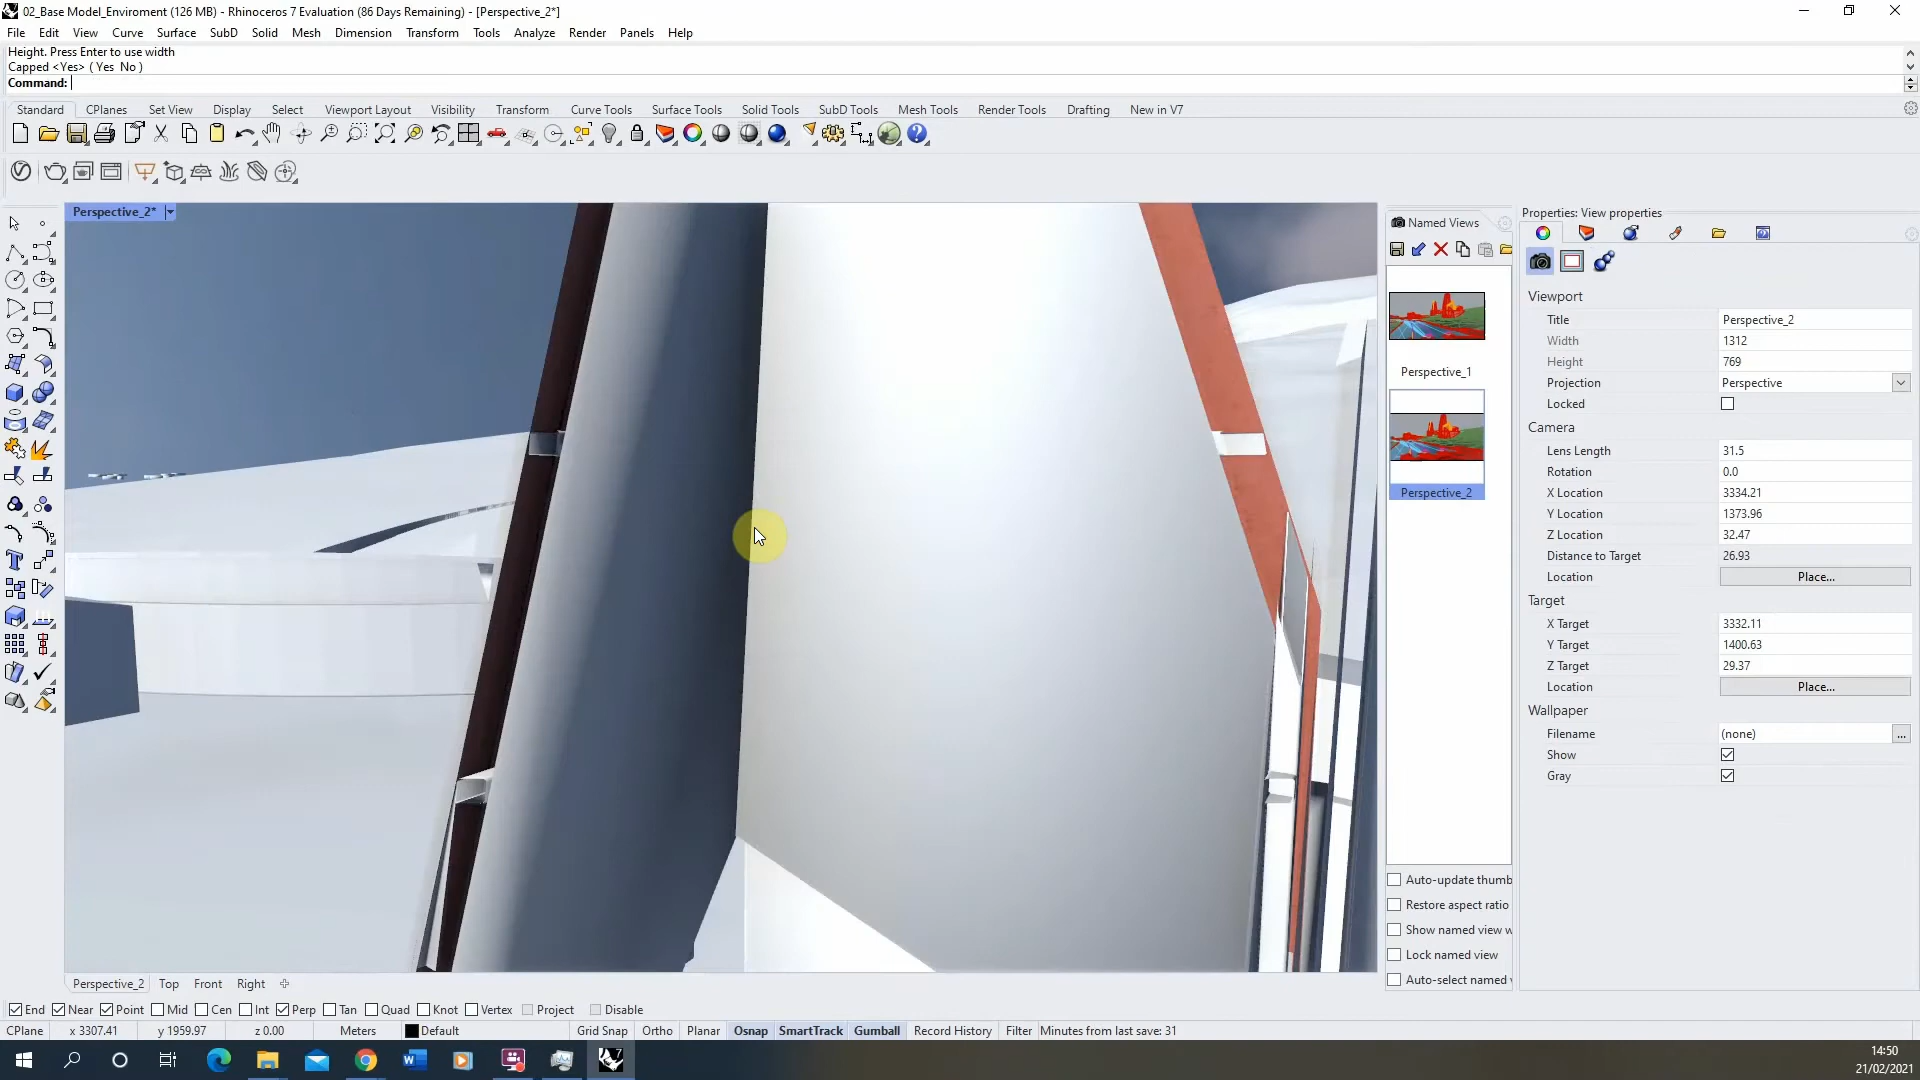 02_Base Model_Enviroment (126 MB) - Rhinoceros 7 Evaluation (86 Days Remaining) - [Perspective_2*]
File Edit View Curve Surface SubD Solid Mesh Dimension Transform Tools Analyze Render Panels Help
Height. Press Enter to use width
Capped <Yes> ( Yes No )
Command:
Standard CPlanes Set View Display Select Viewport Layout Visibility Transform Curve Tools Surface Tools Solid Tools SubD Tools Mesh Tools Render Tools Drafting New in V7
Perspective_2*
Named Views
Perspective_1
Perspective_2
Auto-update thumb
Restore aspect ratio
Show named view w
Lock named view
Auto-select named
Properties: View properties
Viewport
Title Perspective_2
Width 1312
Height 769
Projection Perspective
Locked
Camera
Lens Length 31.5
Rotation 0.0
X Location 3334.21
Y Location 1373.96
Z Location 32.47
Distance to Target 26.93
Location Place...
Target
X Target 3332.11
Y Target 1400.63
Z Target 29.37
Location Place...
Wallpaper
Filename (none) ...
Show
Gray
Perspective_2 Top Front Right
End Near Point Mid Cen Int Perp Tan Quad Knot Vertex Project Disable
CPlane x 3307.41 y 1959.97 z 0.00 Meters Default Grid Snap Ortho Planar Osnap SmartTrack Gumball Record History Filter Minutes from last save: 31
14:50
21/02/2021